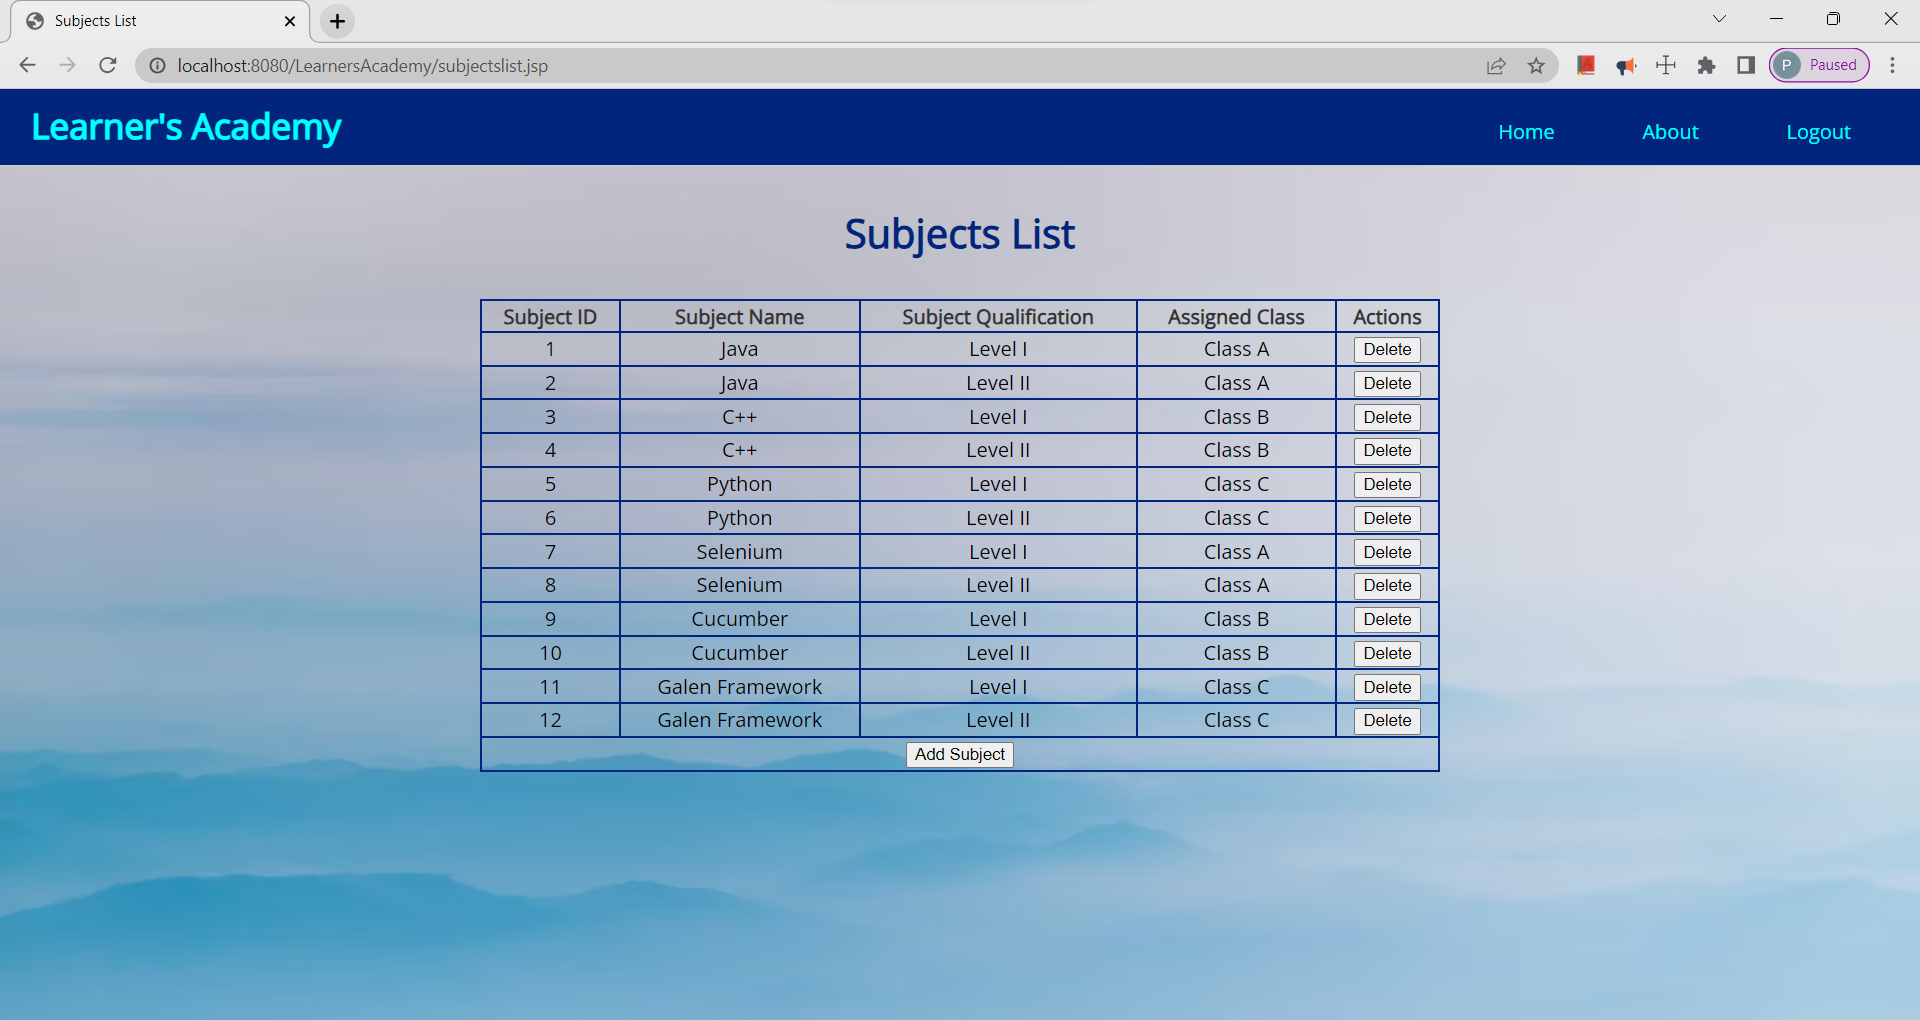 Subjects List
localhost:8080/LearnersAcademy/subjectslist.jsp
P Paused
Learner's Academy Home About Logout
Subjects List
Subject ID Subject Name Subject Qualification Assigned Class Actions
1 Java Level I Class A Delete
2 Java Level II Class A Delete
3 C++ Level I Class B Delete
4 C++ Level II Class B Delete
5 Python Level I Class C Delete
6 Python Level II Class C Delete
7 Selenium Level I Class A Delete
8 Selenium Level II Class A Delete
9 Cucumber Level I Class B Delete
10 Cucumber Level II Class B Delete
11 Galen Framework Level I Class C Delete
12 Galen Framework Level II Class C Delete
Add Subject